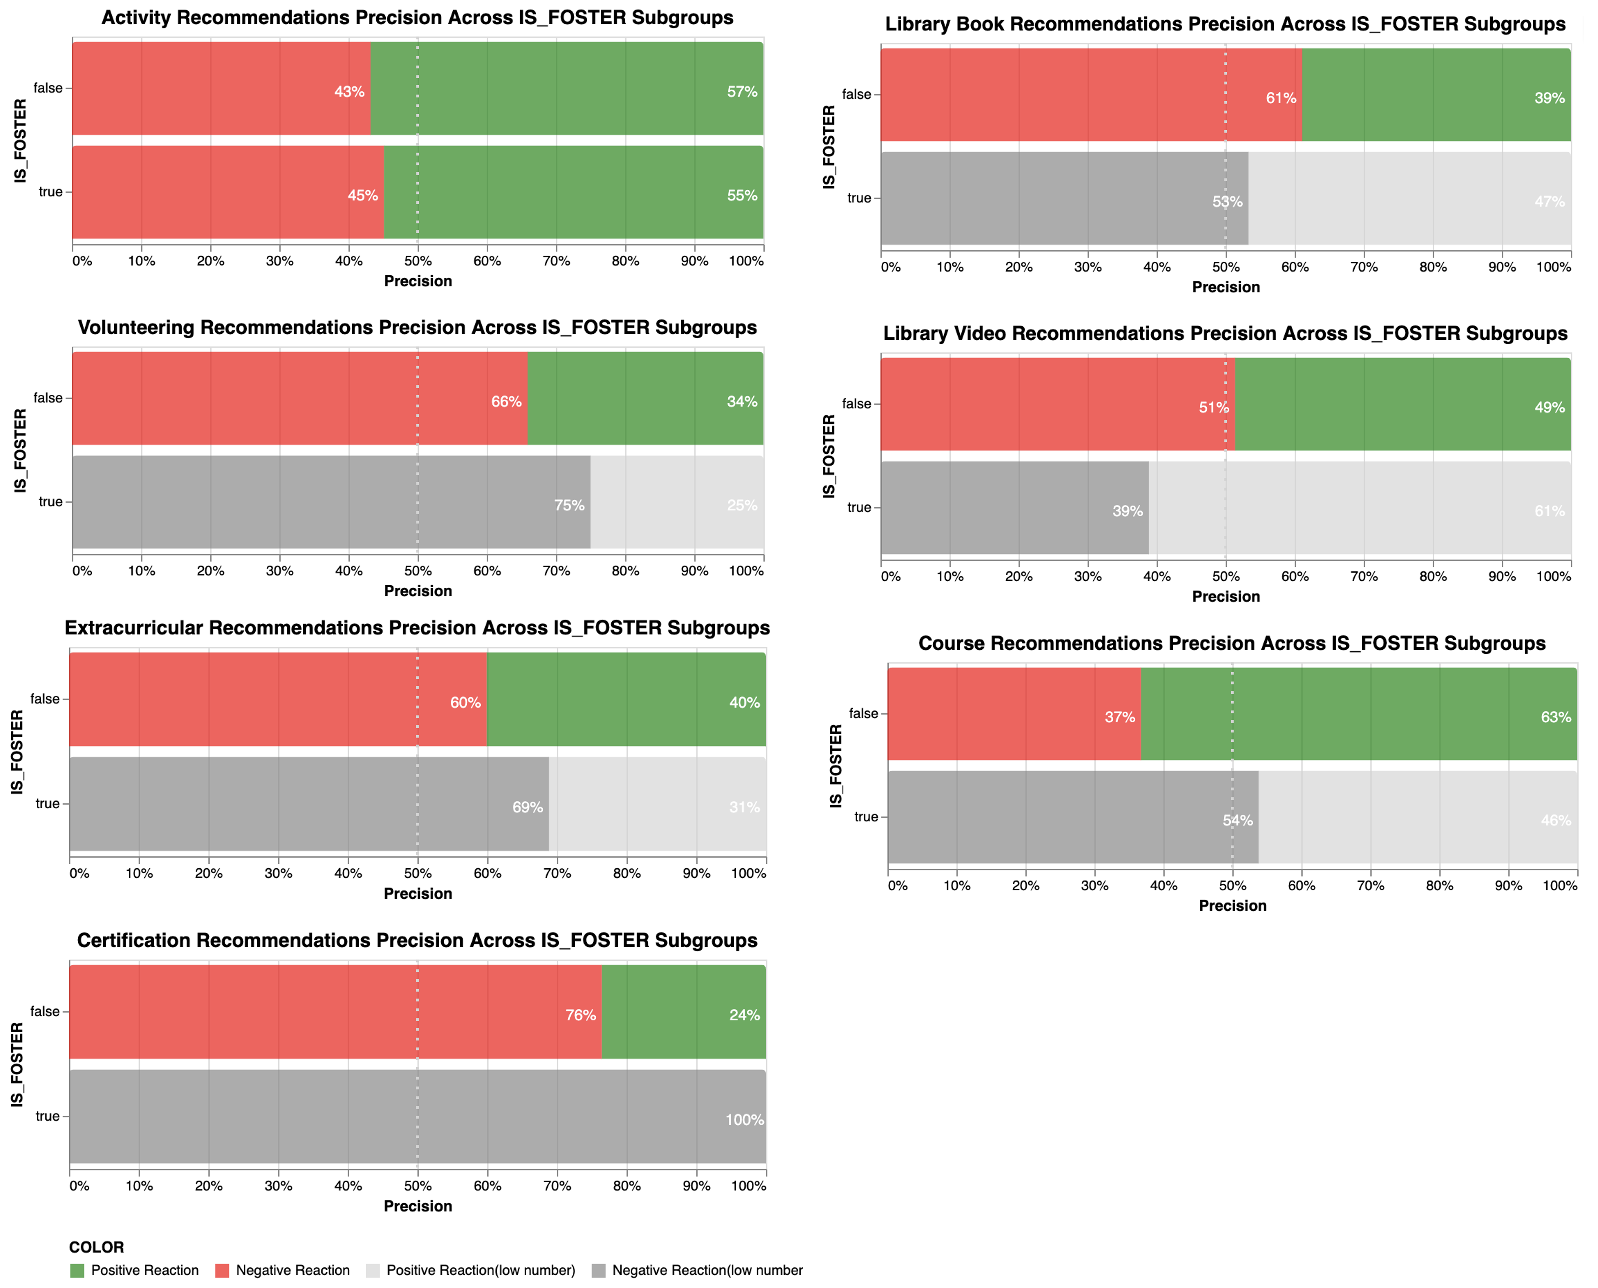 Activity Recommendations Precision Across IS_FOSTER Subgroups
IS_FOSTER
false
43%
57%
true
45%
55%
0% 10% 20% 30% 40% 50% 60% 70% 80% 90% 100%
Precision
Library Book Recommendations Precision Across IS_FOSTER Subgroups
IS_FOSTER
false
61%
39%
true
53%
47%
0% 10% 20% 30% 40% 50% 60% 70% 80% 90% 100%
Precision
Volunteering Recommendations Precision Across IS_FOSTER Subgroups
IS_FOSTER
false
66%
34%
true
75%
25%
0% 10% 20% 30% 40% 50% 60% 70% 80% 90% 100%
Precision
Library Video Recommendations Precision Across IS_FOSTER Subgroups
IS_FOSTER
false
51%
49%
true
39%
61%
0% 10% 20% 30% 40% 50% 60% 70% 80% 90% 100%
Precision
Extracurricular Recommendations Precision Across IS_FOSTER Subgroups
IS_FOSTER
false
60%
40%
true
69%
31%
0% 10% 20% 30% 40% 50% 60% 70% 80% 90% 100%
Precision
Course Recommendations Precision Across IS_FOSTER Subgroups
IS_FOSTER
false
37%
63%
true
54%
46%
0% 10% 20% 30% 40% 50% 60% 70% 80% 90% 100%
Precision
Certification Recommendations Precision Across IS_FOSTER Subgroups
IS_FOSTER
false
76%
24%
true
100%
0% 10% 20% 30% 40% 50% 60% 70% 80% 90% 100%
Precision
COLOR
Positive Reaction
Negative Reaction
Positive Reaction(low number)
Negative Reaction(low number